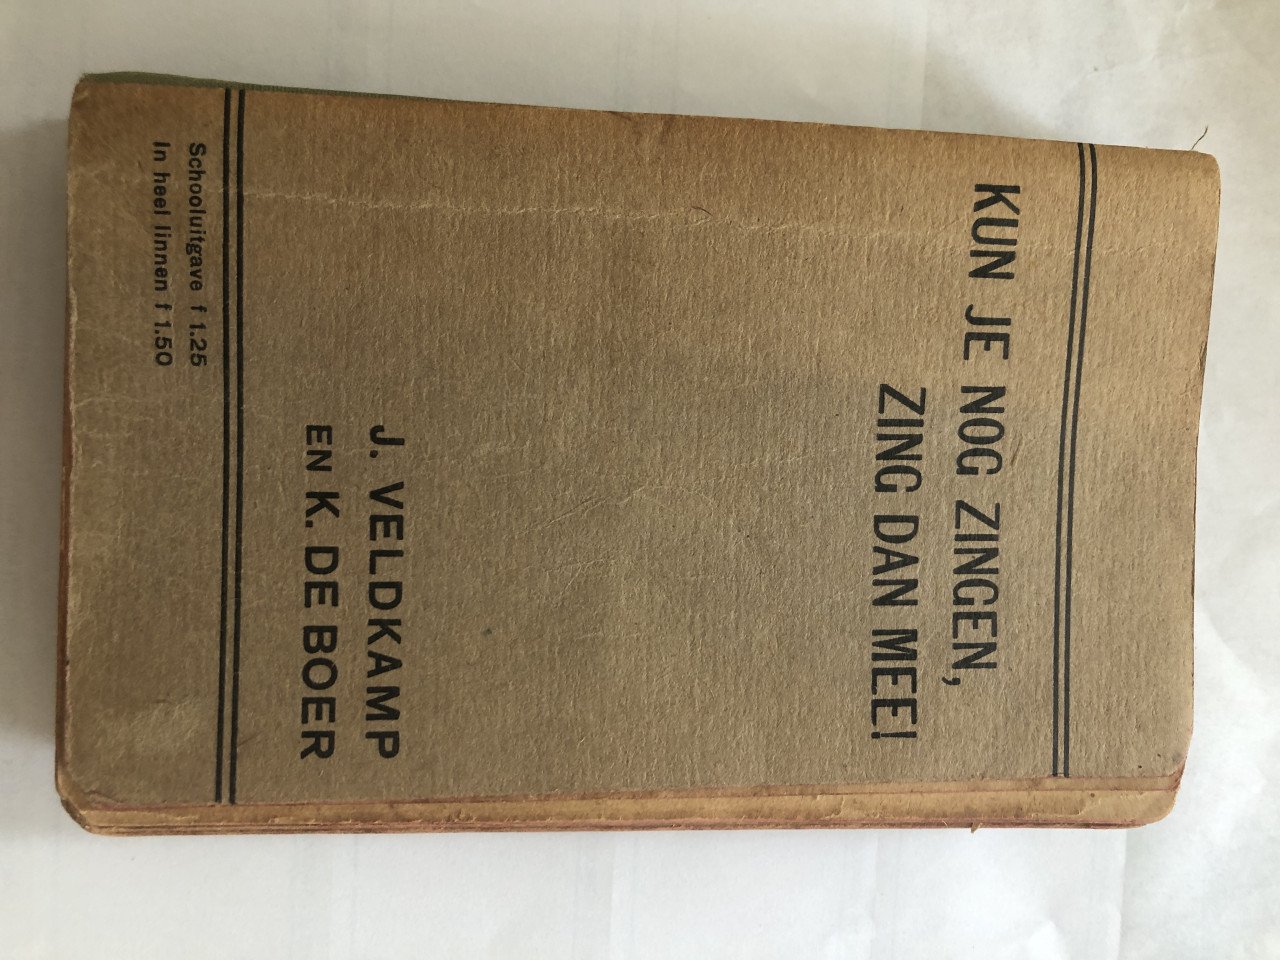 KUN JE NOG ZINGEN,
ZING DAN MEE!
J. VELDKAMP
EN K. DE BOER
Schooluitgave f 1.25
In heel linnen f 1.50